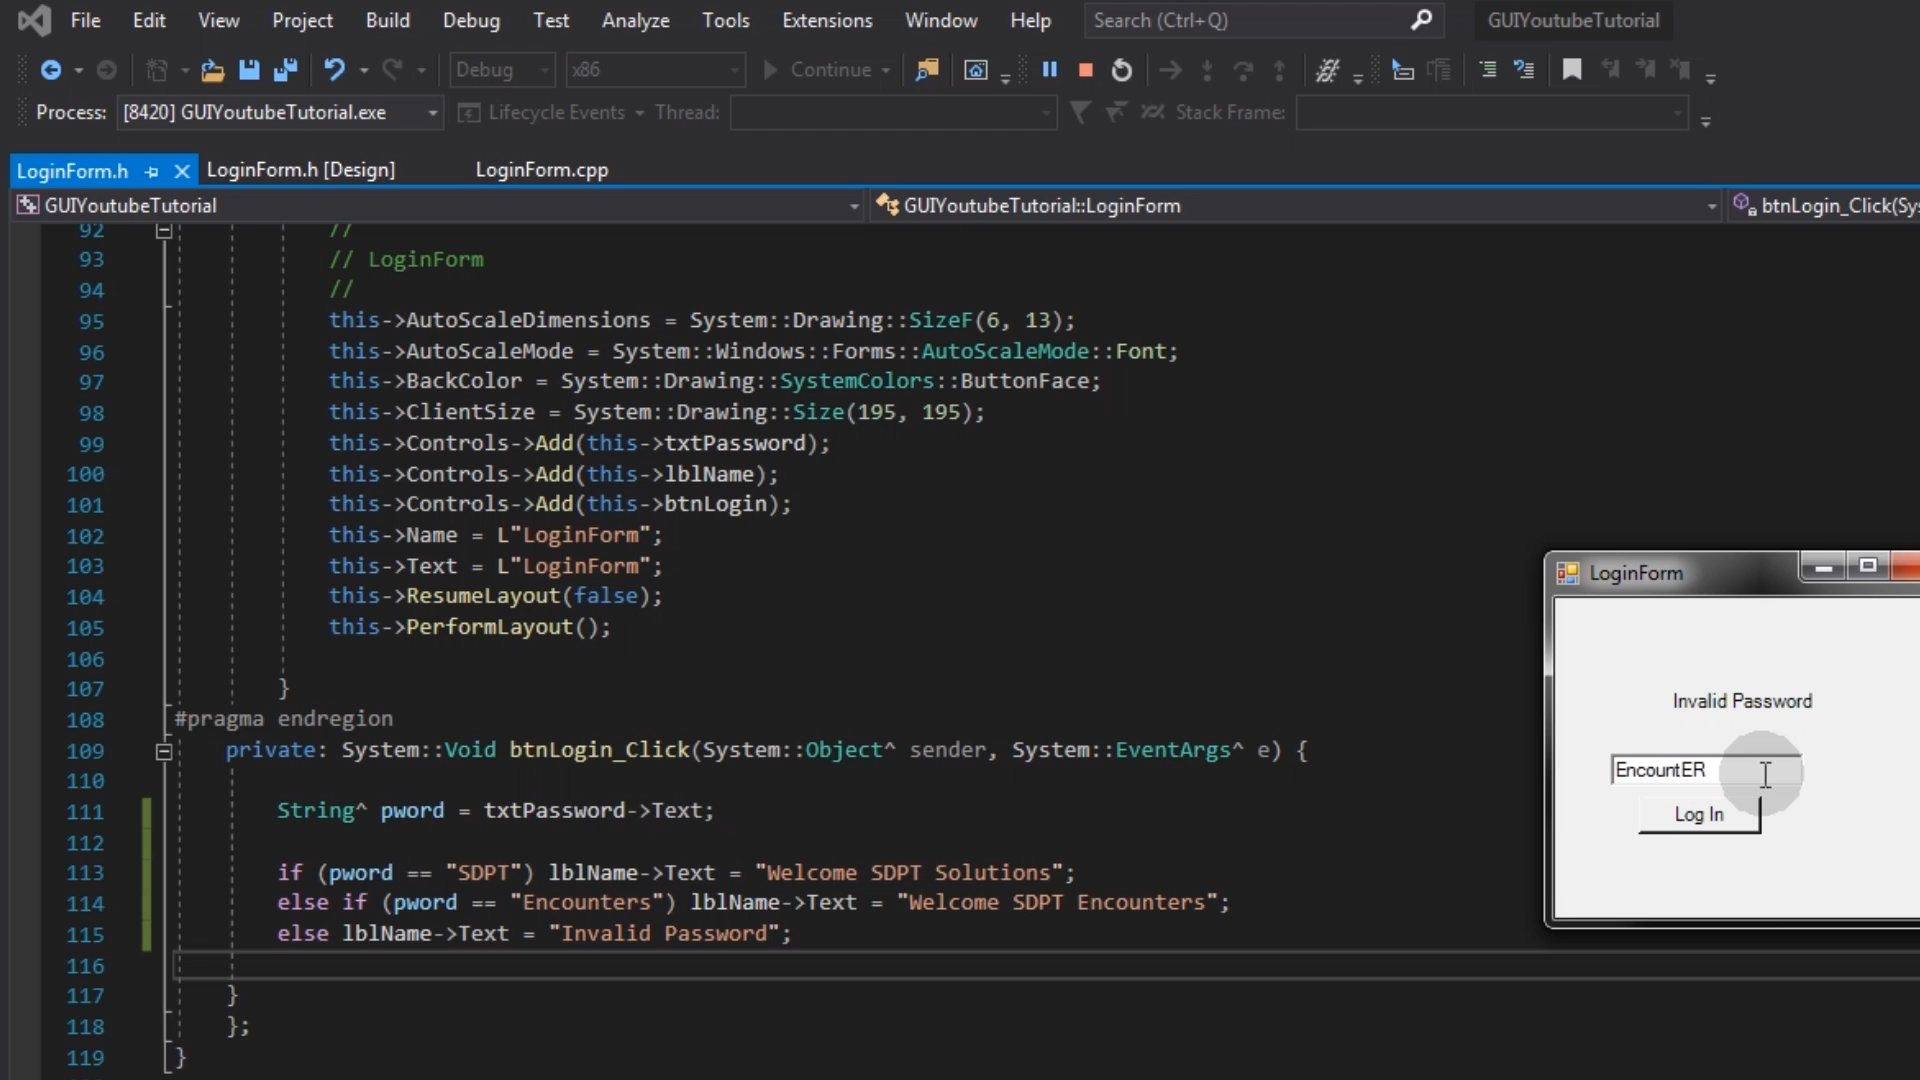 File Edit View Project Build Debug Test Analyze Tools Extensions Window Help Search (Ctrl+Q) GUIYoutubeTutorial
Debug x86 Continue
Process: [8420] GUIYoutubeTutorial.exe Lifecycle Events Thread: Stack Frame:
LoginForm.h LoginForm.h [Design] LoginForm.cpp
GUIYoutubeTutorial GUIYoutubeTutorial::LoginForm btnLogin_Click(Sys
92 //
93 // LoginForm
94 //
95 this->AutoScaleDimensions = System::Drawing::SizeF(6, 13);
96 this->AutoScaleMode = System::Windows::Forms::AutoScaleMode::Font;
97 this->BackColor = System::Drawing::SystemColors::ButtonFace;
98 this->ClientSize = System::Drawing::Size(195, 195);
99 this->Controls->Add(this->txtPassword);
100 this->Controls->Add(this->lblName);
101 this->Controls->Add(this->btnLogin);
102 this->Name = L"LoginForm";
103 this->Text = L"LoginForm";
104 this->ResumeLayout(false);
105 this->PerformLayout();
106
107 }
108 #pragma endregion
109 private: System::Void btnLogin_Click(System::Object^ sender, System::EventArgs^ e) {
110
111 String^ pword = txtPassword->Text;
112
113 if (pword == "SDPT") lblName->Text = "Welcome SDPT Solutions";
114 else if (pword == "Encounters") lblName->Text = "Welcome SDPT Encounters";
115 else lblName->Text = "Invalid Password";
116
117 }
118 };
119 }
LoginForm
Invalid Password
EncountER
Log In